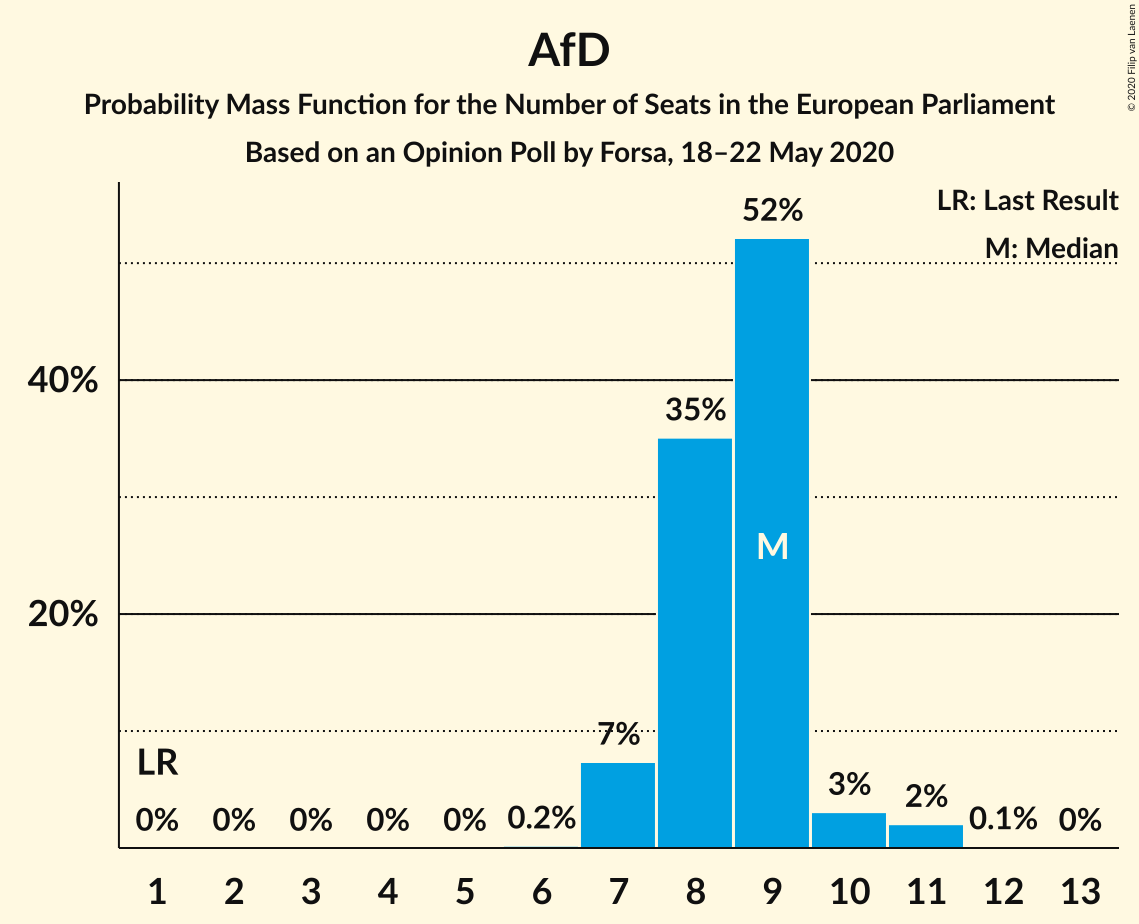 AfD
Probability Mass Function for the Number of Seats in the European Parliament
Based on an Opinion Poll by Forsa, 18–22 May 2020
© 2020 Filip van Laenen
LR: Last Result
M: Median
52%
40%
35%
M
20%
7%
LR
3%
2%
0% 0% 0% 0% 0% 0.2% 0.1% 0%
1 2 3 4 5 6 7 8 9 10 11 12 13